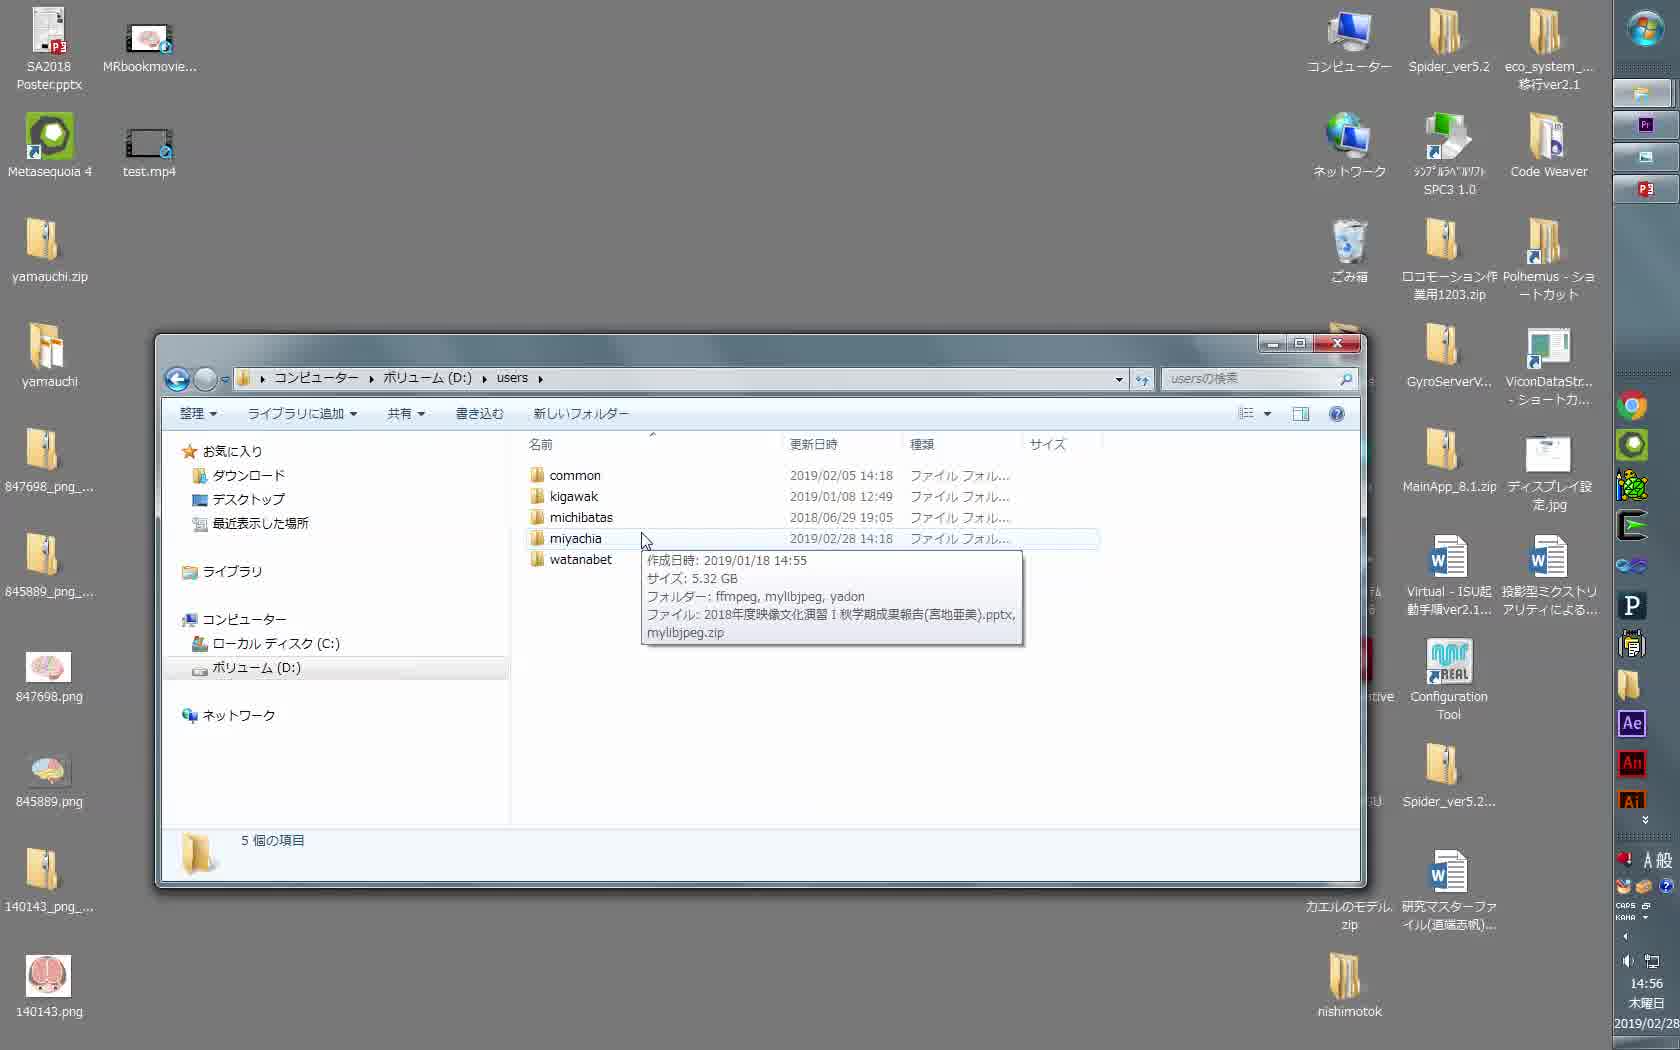 SA2018
Poster.pptx
MRbookmovie...
Metasequoia 4
test.mp4
yamauchi.zip
yamauchi
847698_png_...
845889_png_...
847698.png
845889.png
140143_png_...
140143.png
コンピューター
Spider_ver5.2
eco_system_...
移行ver2.1
ネットワーク
ｼﾝﾌﾟﾙﾗﾍﾞﾙｿﾌﾄ
SPC3 1.0
Code Weaver
ごみ箱
ロコモーション作
業用1203.zip
Polhemus - ショ
ートカット
GyroServerV...
ViconDataStr...
- ショートカ...
MainApp_8.1.zip
ディスプレイ設
定.jpg
Virtual - ISU起
動手順ver2.1...
投影型ミクストリ
アリティによる...
Configuration
Tool
Spider_ver5.2...
カエルのモデル.
zip
研究マスターファ
イル(道端志帆)...
nishimotok
コンピューター
ボリューム (D:)
users
usersの検索
整理
ライブラリに追加
共有
書き込む
新しいフォルダー
お気に入り
ダウンロード
デスクトップ
最近表示した場所
ライブラリ
コンピューター
ローカル ディスク (C:)
ボリューム (D:)
ネットワーク
名前 更新日時 種類 サイズ
common 2019/02/05 14:18 ファイル フォル...
kigawak 2019/01/08 12:49 ファイル フォル...
michibatas 2018/06/29 19:05 ファイル フォル...
miyachia 2019/02/28 14:18 ファイル フォル...
watanabet
作成日時: 2019/01/18 14:55
サイズ: 5.32 GB
フォルダー: ffmpeg, mylibjpeg, yadon
ファイル: 2018年度映像文化演習Ⅰ秋学期成果報告(宮地亜美).pptx,
mylibjpeg.zip
5 個の項目
Pr
P
Ae
An
Ai
A 般
CAPS
KANA
14:56
木曜日
2019/02/28